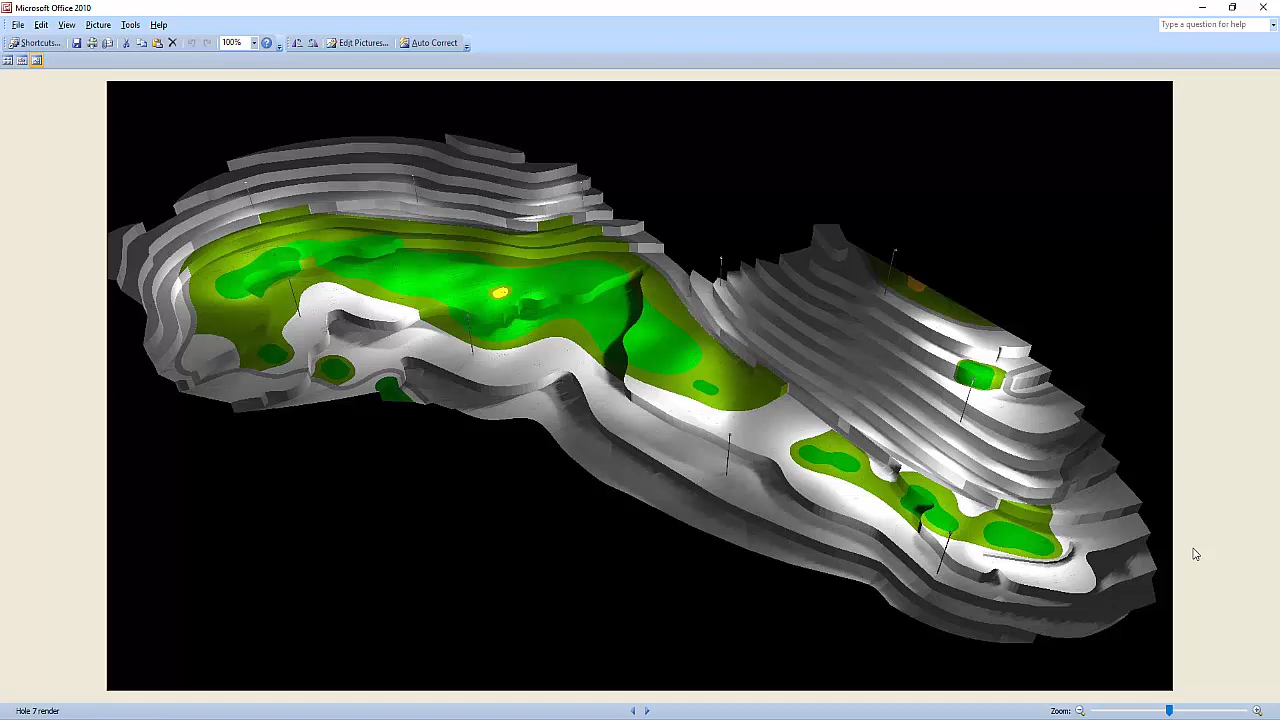 Microsoft Office 2010
File Edit View Picture Tools Help
Type a question for help
Shortcuts... 100% Edit Pictures... Auto Correct
Hole 7 render
Zoom: